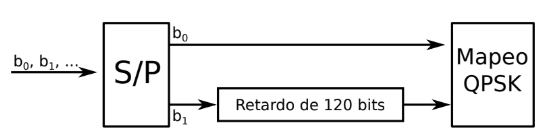 b0, b1, ...
S/P
b0
b1
Retardo de 120 bits
Mapeo
QPSK